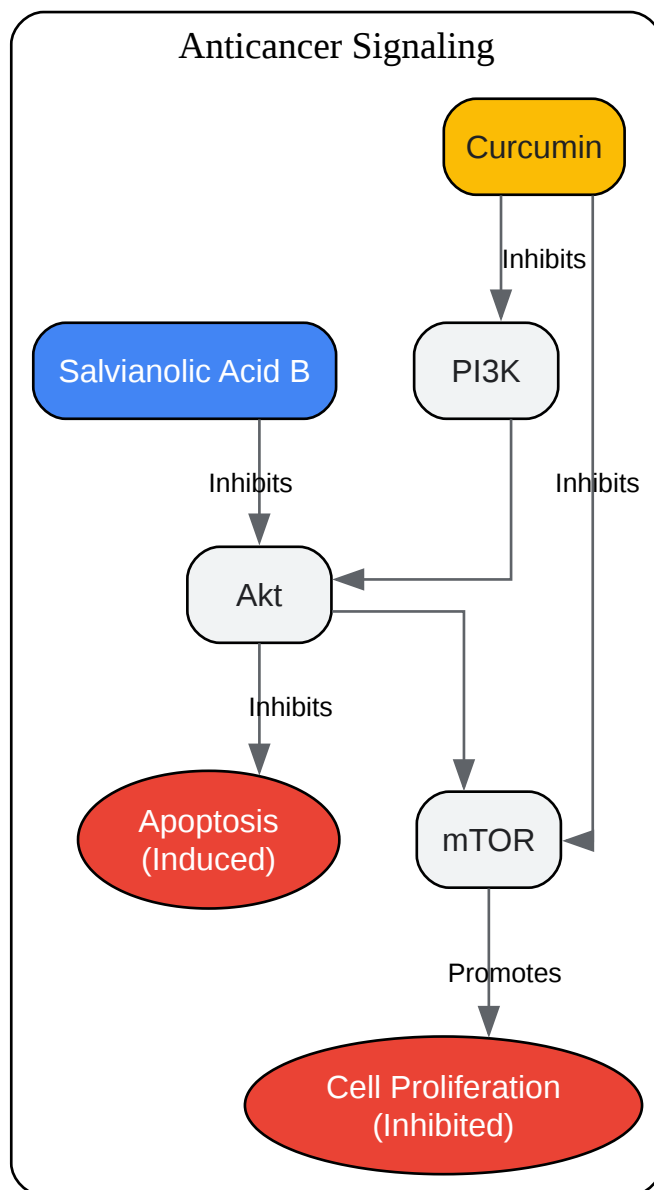 Anticancer Signaling
Curcumin
Inhibits
Salvianolic Acid B
PI3K
Inhibits
Inhibits
Akt
Inhibits
Apoptosis
(Induced)
mTOR
Promotes
Cell Proliferation
(Inhibited)